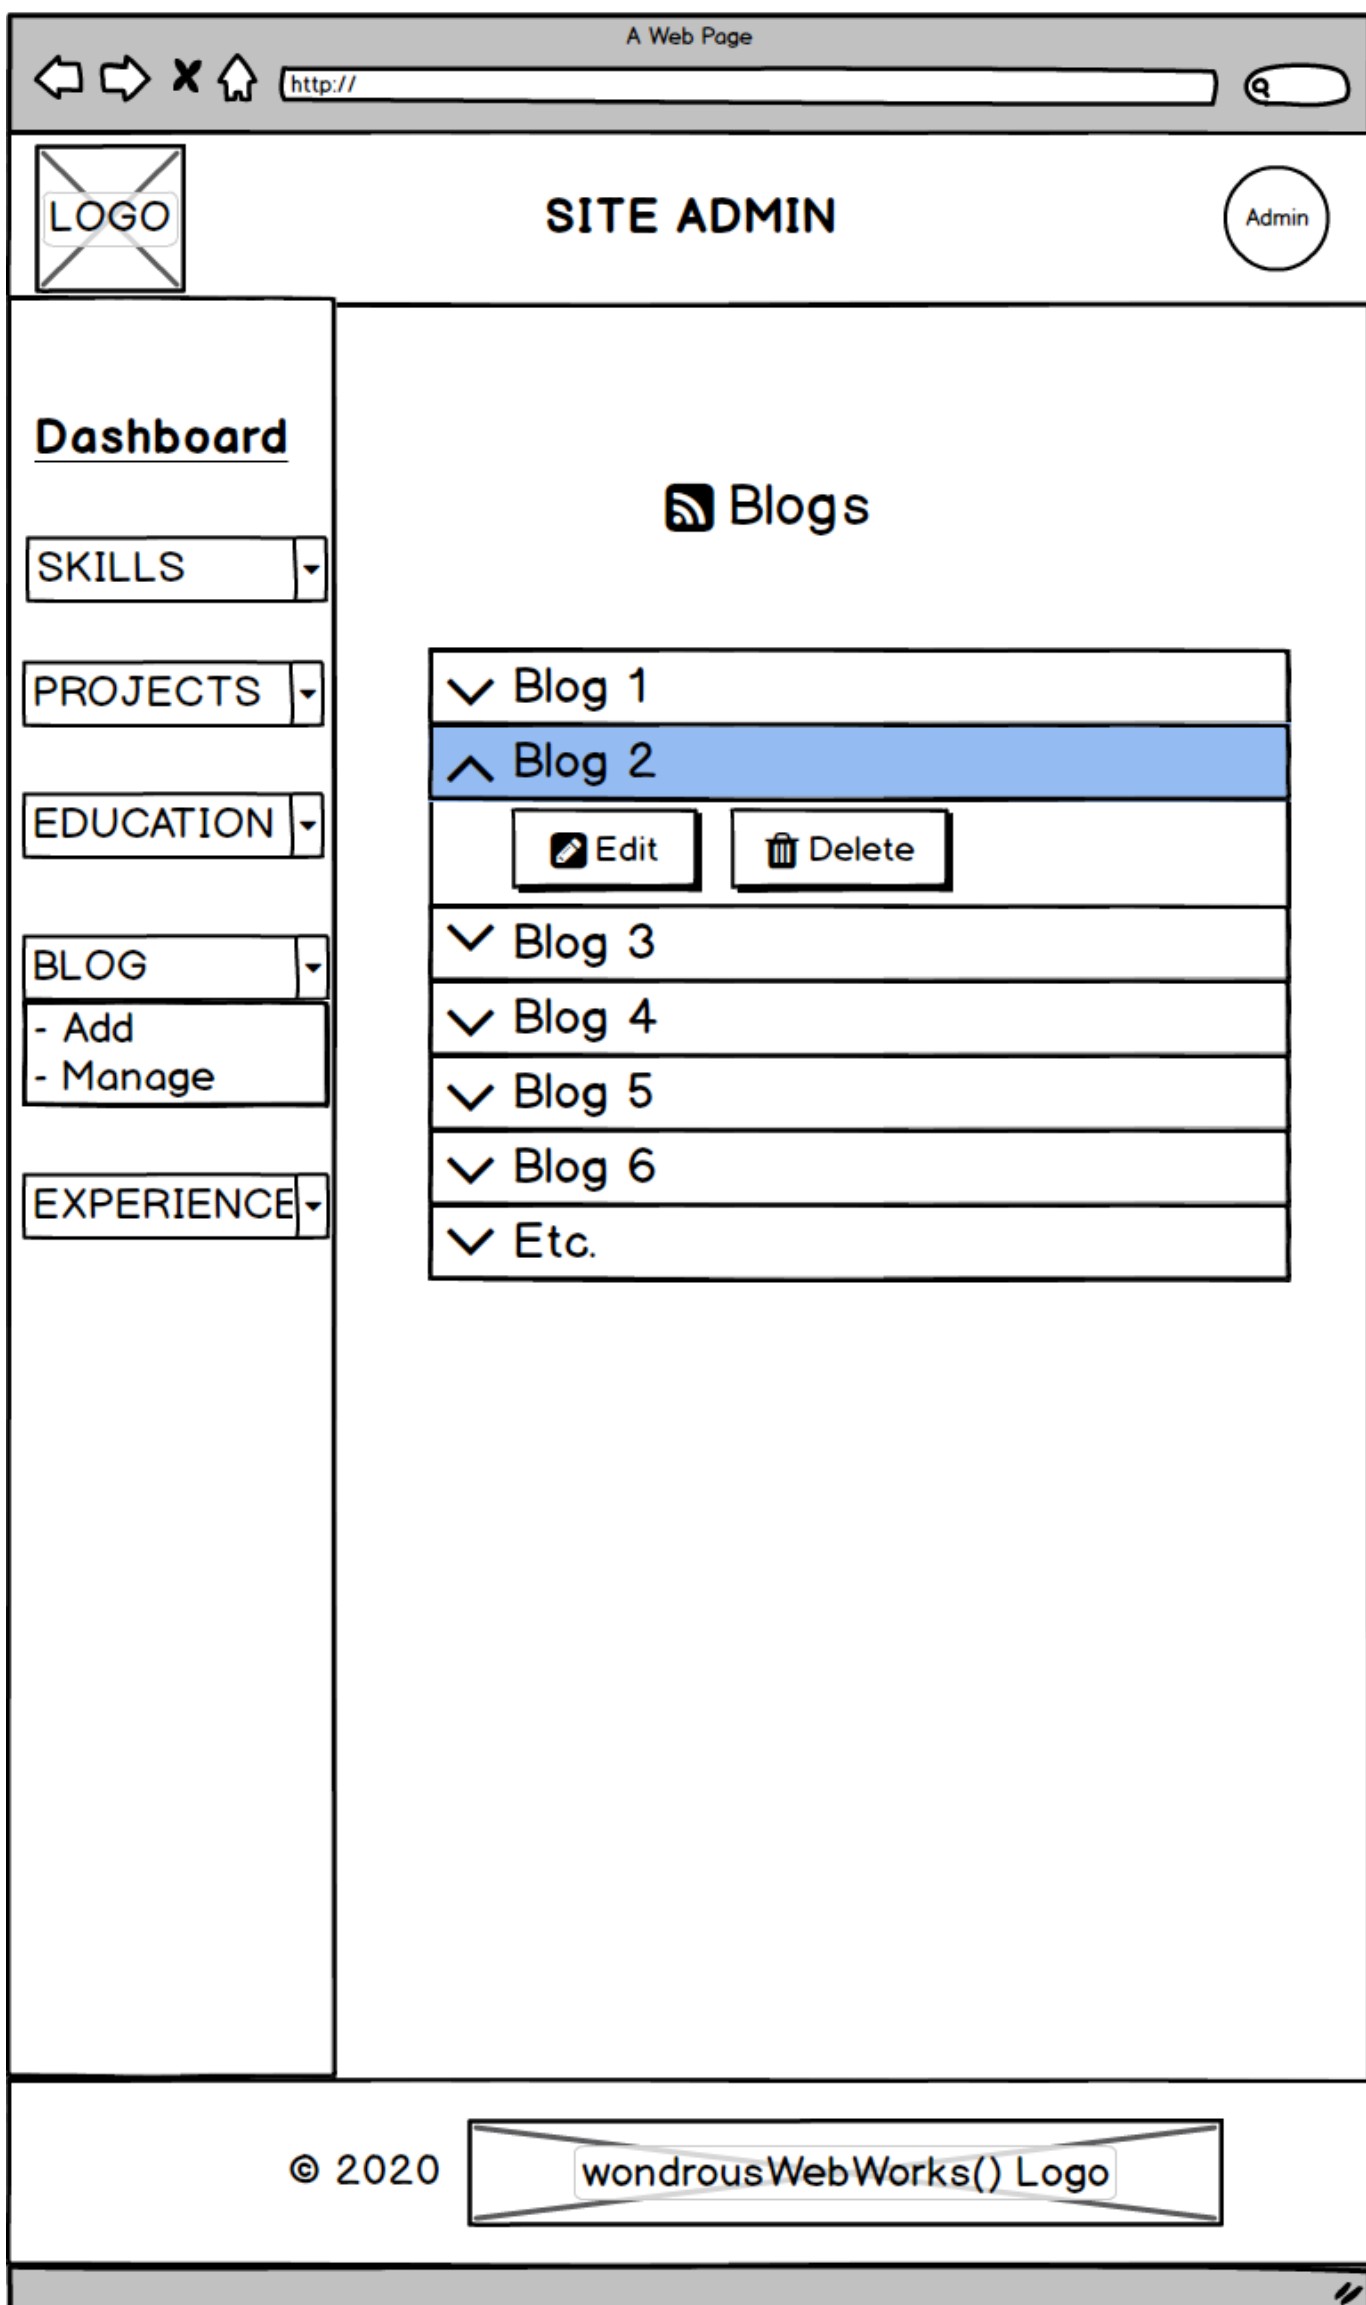 A Web Page
http://
LOGO
SITE ADMIN
Admin
Dashboard
SKILLS
PROJECTS
EDUCATION
BLOG
- Add
- Manage
EXPERIENCE
Blogs
Blog 1
Blog 2
Edit
Delete
Blog 3
Blog 4
Blog 5
Blog 6
Etc.
© 2020
wondrousWebWorks() Logo